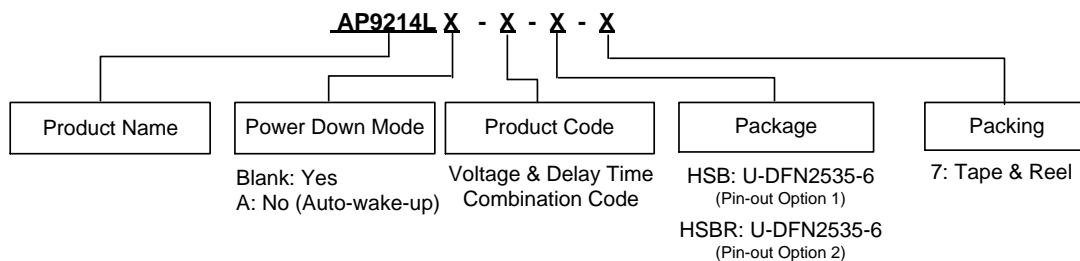 AP9214L X - X - X - X
Product Name
Power Down Mode
Product Code
Package
Packing
Blank: Yes
A: No (Auto-wake-up)
Voltage & Delay Time
Combination Code
HSB: U-DFN2535-6
(Pin-out Option 1)
HSBR: U-DFN2535-6
(Pin-out Option 2)
7: Tape & Reel